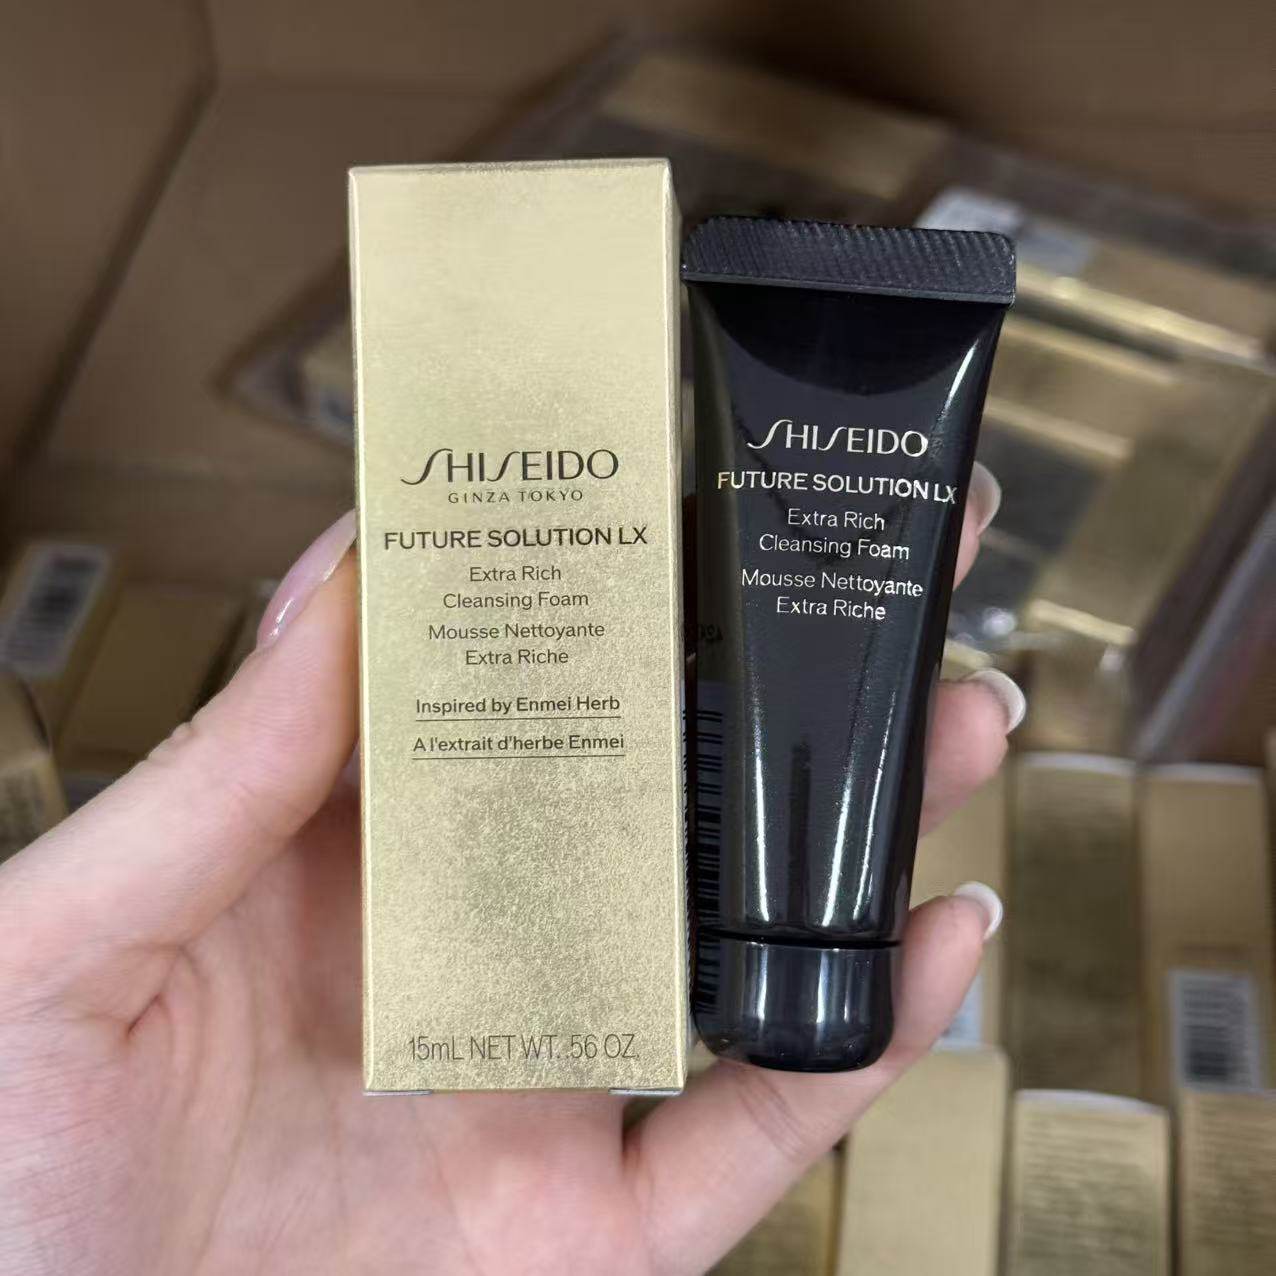 SHISEIDO
GINZA TOKYO
FUTURE SOLUTION LX
Extra Rich
Cleansing Foam
Mousse Nettoyante
Extra Riche
Inspired by Enmei Herb
A l'extrait d'herbe Enmei
15mL NET WT. .56 OZ.
SHISEIDO
FUTURE SOLUTION LX
Extra Rich
Cleansing Foam
Mousse Nettoyante
Extra Riche